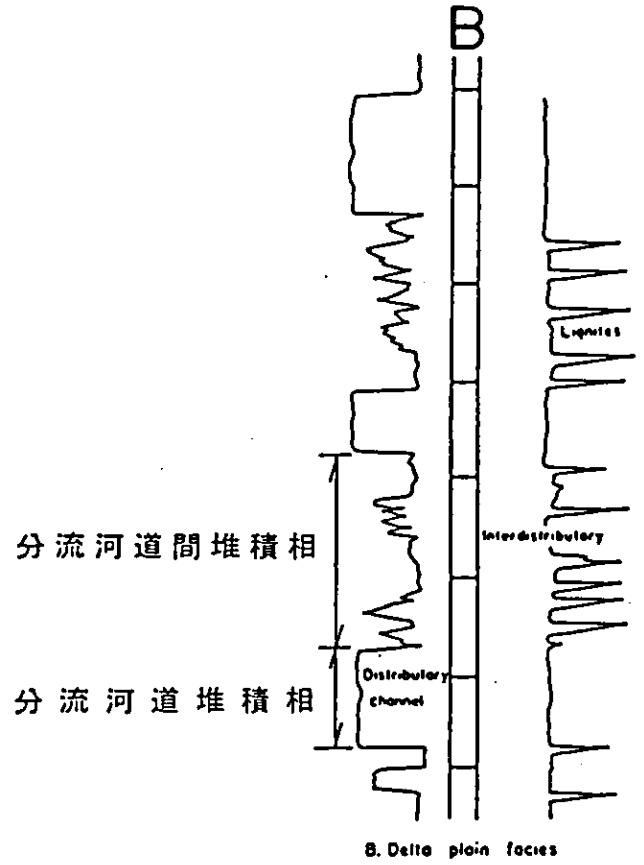 B
Lignites
分流河道間堆積相
Interdistributary
分流河道堆積相
Distributary
channel
B. Delta plain facies